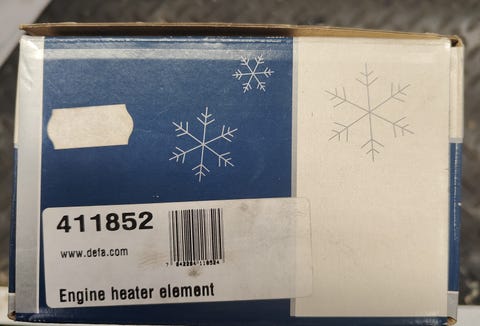 411852
www.defa.com
Engine heater element